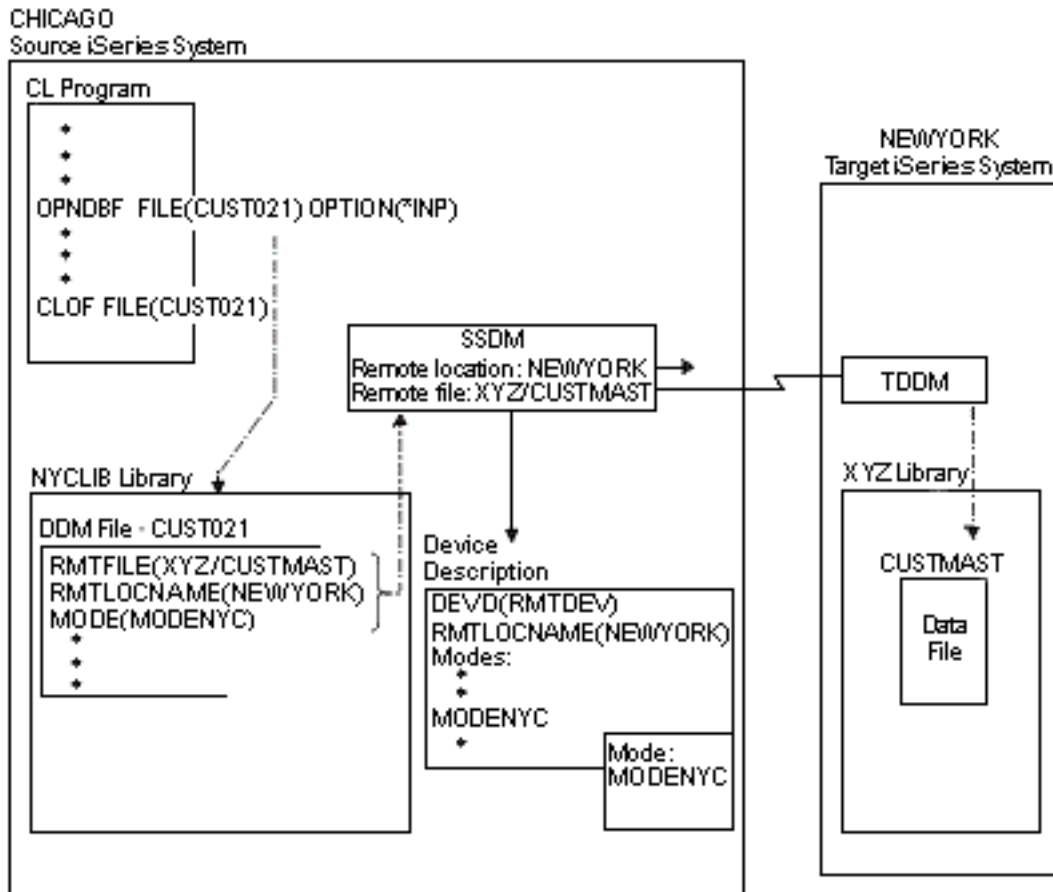 CHICAGO
Source iSeries System
CL Program
OPNDBF FILE(CUST021) OPTION(*INP)
CLOF FILE(CUST021)
NEWYORK
Target iSeries System
SSDM
Remote location: NEWYORK
Remote file: XYZ/CUSTMAST
TDDM
NYCLIB Library
DDM File - CUST021
RMTFILE(XYZ/CUSTMAST)
RMTLOCNAME(NEWYORK)
MODE(MODENYC)
Device
Description
DEVD(RMTDEV)
RMTLOCNAME(NEWYORK)
Modes:
MODENYC
Mode:
MODENYC
XYZ Library
CUSTMAST
Data
File